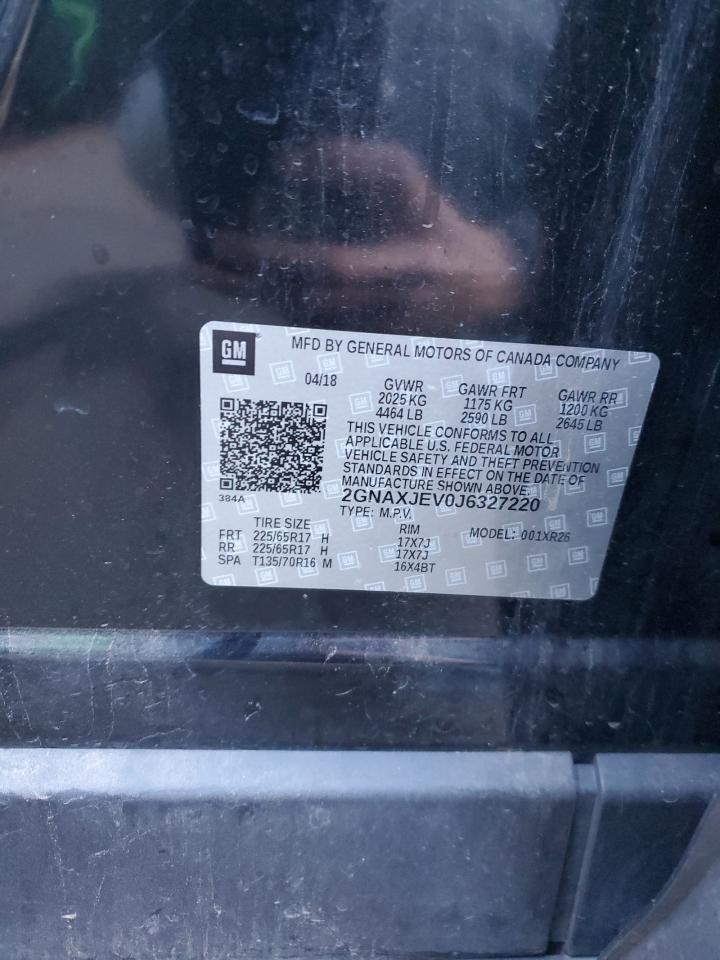 GM
MFD BY GENERAL MOTORS OF CANADA COMPANY
04/18 GVWR GAWR FRT GAWR RR
2025 KG 1175 KG 1200 KG
4464 LB 2590 LB 2645 LB
THIS VEHICLE CONFORMS TO ALL
APPLICABLE U.S. FEDERAL MOTOR
VEHICLE SAFETY AND THEFT PREVENTION
STANDARDS IN EFFECT ON THE DATE OF
MANUFACTURE SHOWN ABOVE.
384A 2GNAXJEV0J6327220
TYPE: M.P.V.
TIRE SIZE RIM MODEL: 001XR26
FRT 225/65R17 H 17X7J
RR 225/65R17 H 17X7J
SPA T135/70R16 M 16X4BT